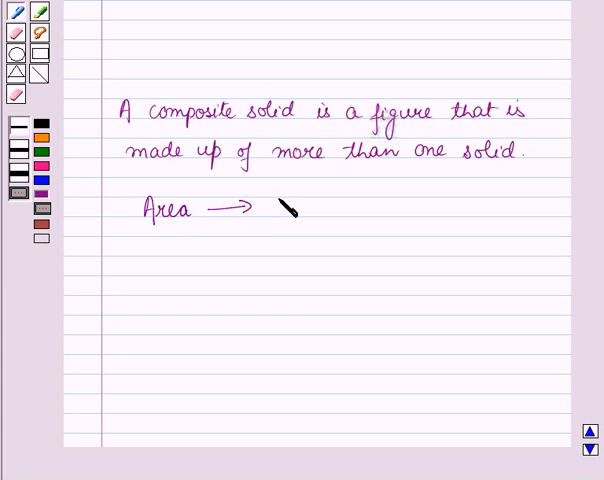 A composite solid is a figure that is
made up of more than one solid.
Area →